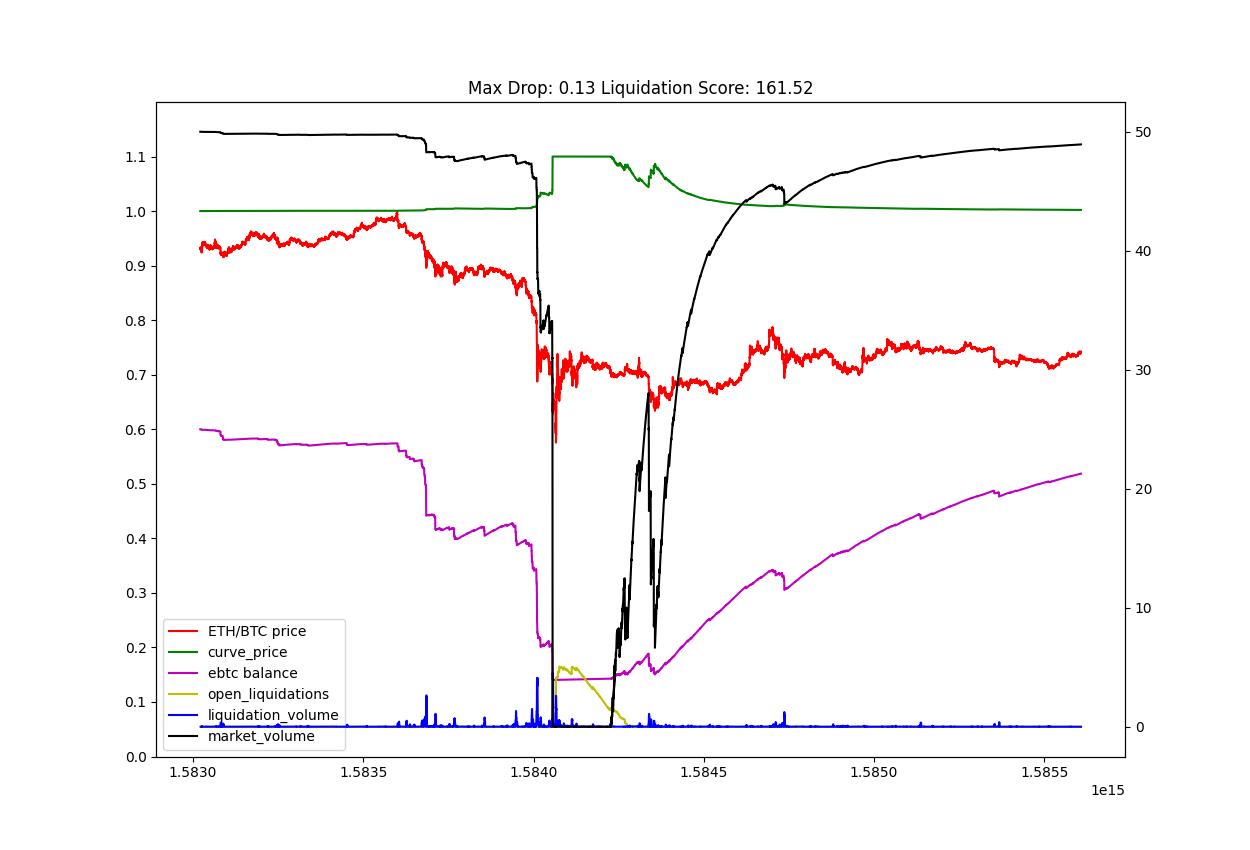 Max Drop: 0.13 Liquidation Score: 161.52
1.1
1.0
0.9
0.8
0.7
0.6
0.5
0.4
0.3
0.2
0.1
0.0
50
40
30
20
10
0
ETH/BTC price
curve_price
ebtc balance
open_liquidations
liquidation_volume
market_volume
1.5830 1.5835 1.5840 1.5845 1.5850 1.5855
1e15